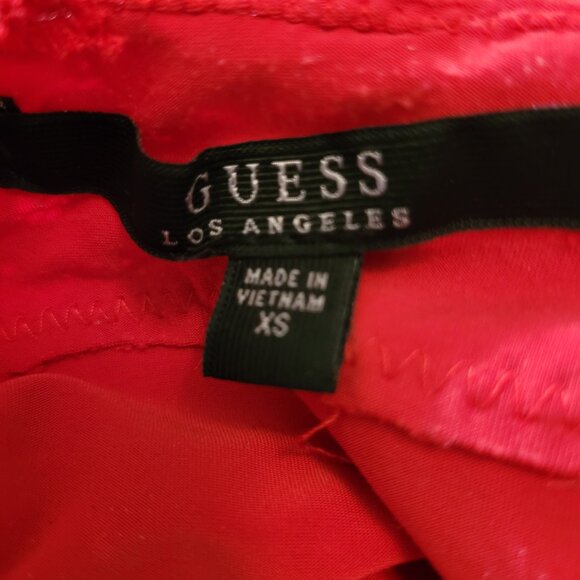 GUESS
LOS ANGELES
MADE IN
VIETNAM
XS